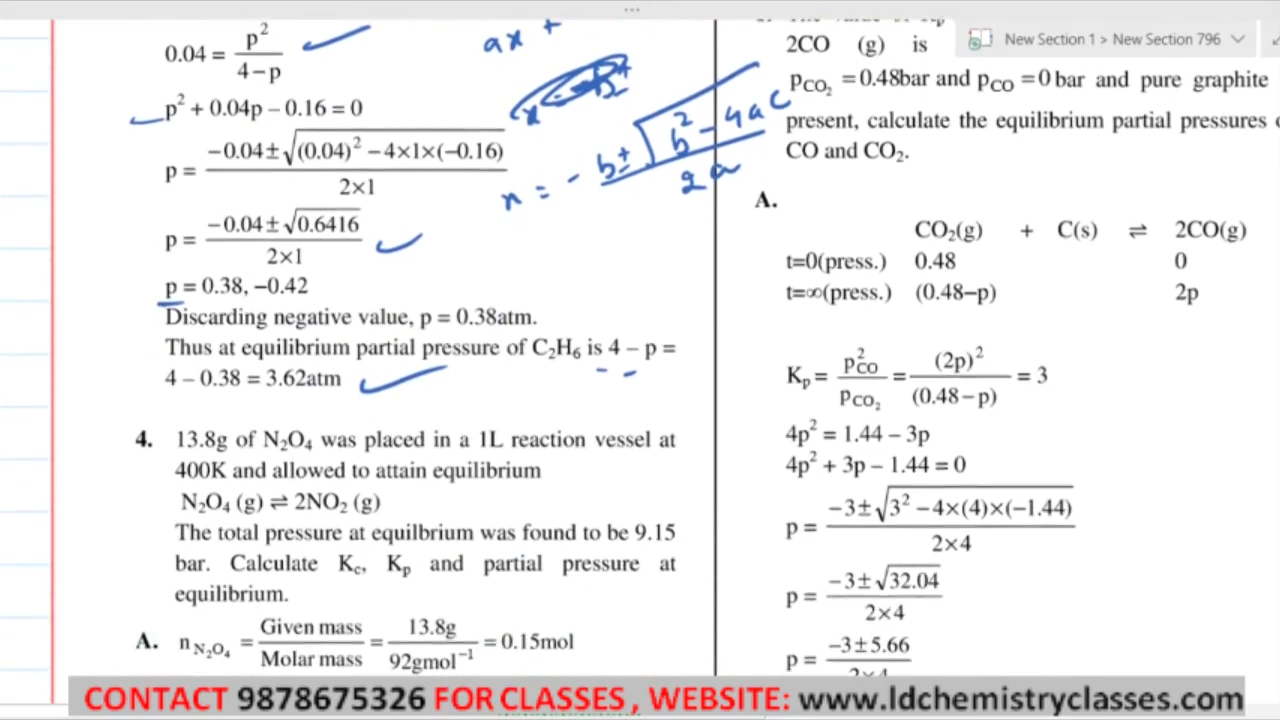 0.04 = p²/(4−p)
p² + 0.04p − 0.16 = 0
p = (−0.04 ± √((0.04)² − 4×1×(−0.16)))/(2×1)
p = (−0.04 ± √0.6416)/(2×1)
p = 0.38, −0.42
Discarding negative value, p = 0.38atm.
Thus at equilibrium partial pressure of C₂H₆ is 4 − p =
4 − 0.38 = 3.62atm
ax +
x = −b ± √(b² − 4ac) / 2a
4. 13.8g of N₂O₄ was placed in a 1L reaction vessel at
400K and allowed to attain equilibrium
N₂O₄ (g) ⇌ 2NO₂ (g)
The total pressure at equilbrium was found to be 9.15
bar. Calculate K꜀, Kₚ and partial pressure at
equilibrium.
A. n N₂O₄ = Given mass/Molar mass = 13.8g/92gmol⁻¹ = 0.15mol
New Section 1 > New Section 796
2CO (g) is
pCO₂ = 0.48bar and pCO = 0 bar and pure graphite
present, calculate the equilibrium partial pressures
CO and CO₂.
A.
CO₂(g) + C(s) ⇌ 2CO(g)
t=0(press.) 0.48 0
t=∞(press.) (0.48−p) 2p
Kₚ = p²CO/pCO₂ = (2p)²/(0.48−p) = 3
4p² = 1.44 − 3p
4p² + 3p − 1.44 = 0
p = (−3 ± √(3² − 4×(4)×(−1.44)))/(2×4)
p = (−3 ± √32.04)/(2×4)
p = (−3 ± 5.66)/(2×4)
CONTACT 9878675326 FOR CLASSES , WEBSITE: www.ldchemistryclasses.com